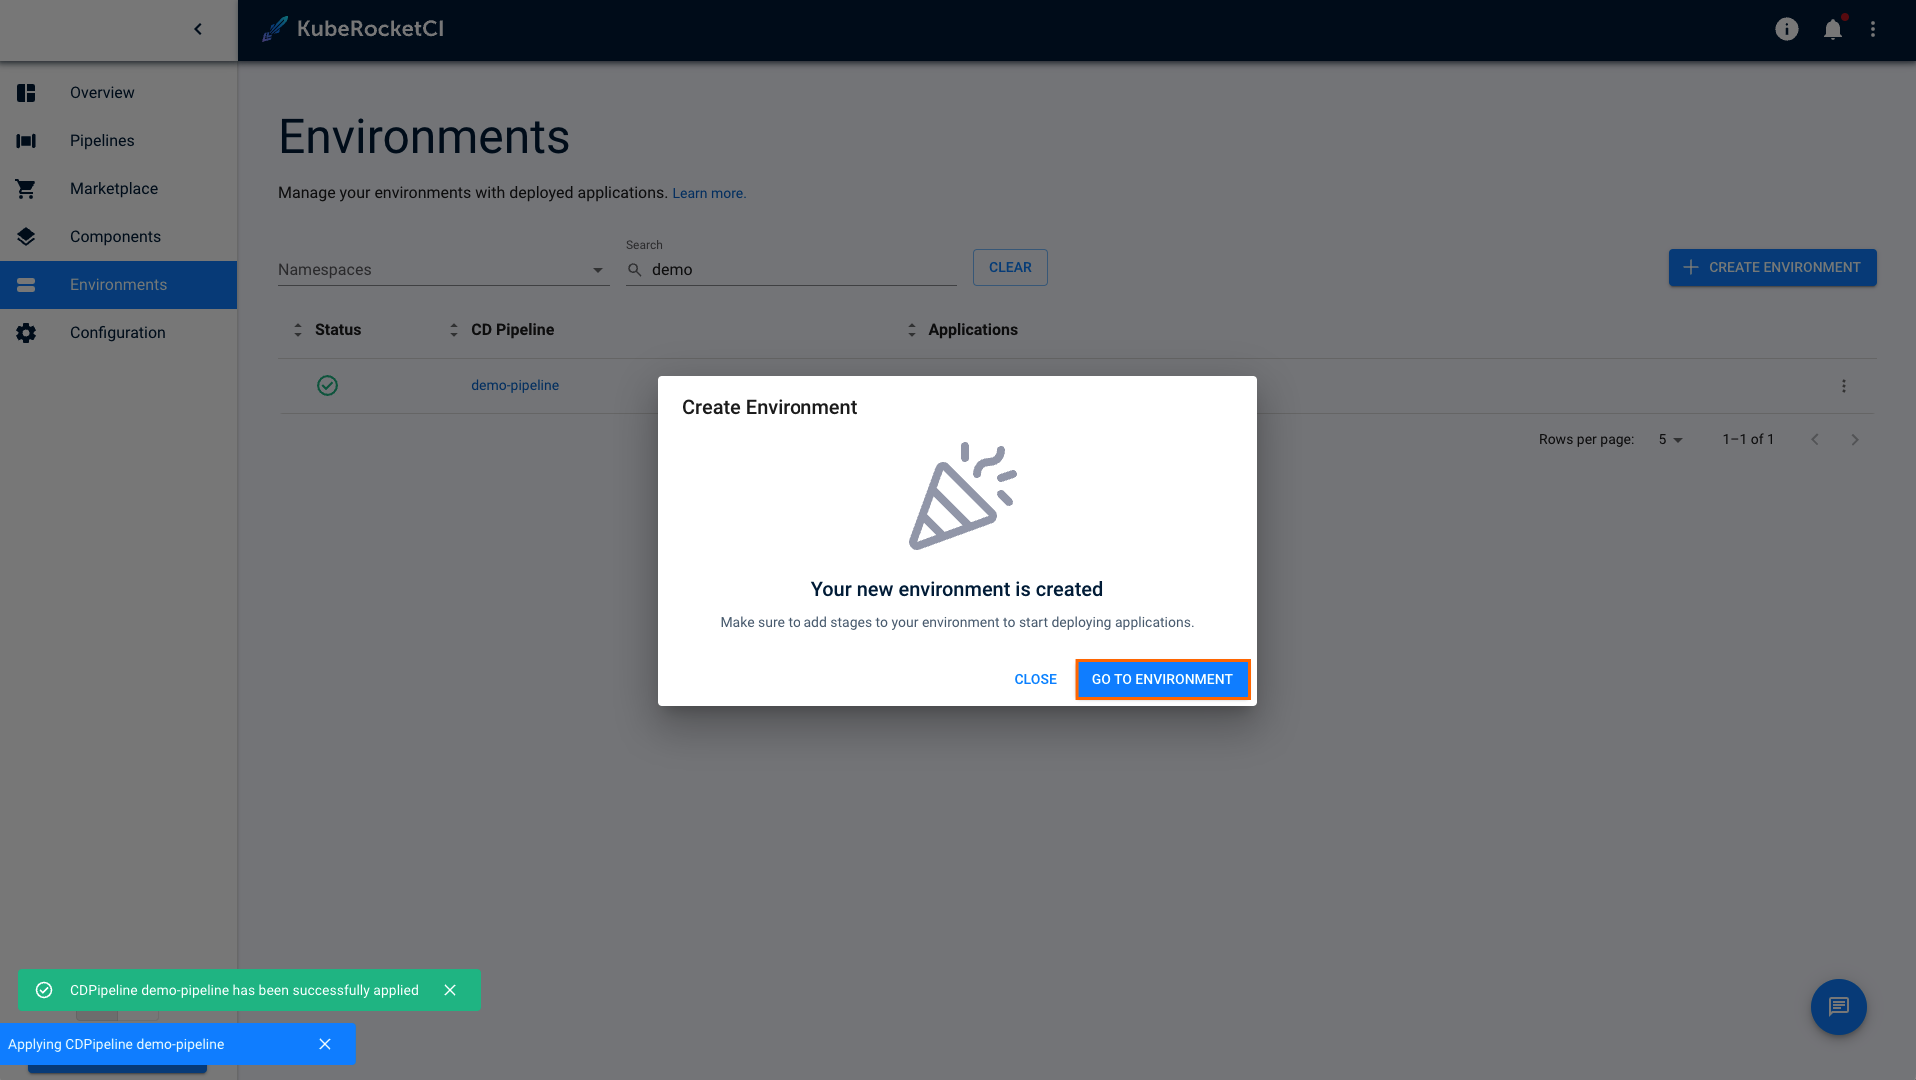 KubeRocketCI
Overview
Pipelines
Marketplace
Components
Environments
Configuration
Environments
Manage your environments with deployed applications. Learn more.
Namespaces
Search
demo
CLEAR
CREATE ENVIRONMENT
Status
CD Pipeline
Applications
demo-pipeline
Rows per page:
5
1–1 of 1
Create Environment
Your new environment is created
Make sure to add stages to your environment to start deploying applications.
CLOSE
GO TO ENVIRONMENT
CDPipeline demo-pipeline has been successfully applied
Applying CDPipeline demo-pipeline